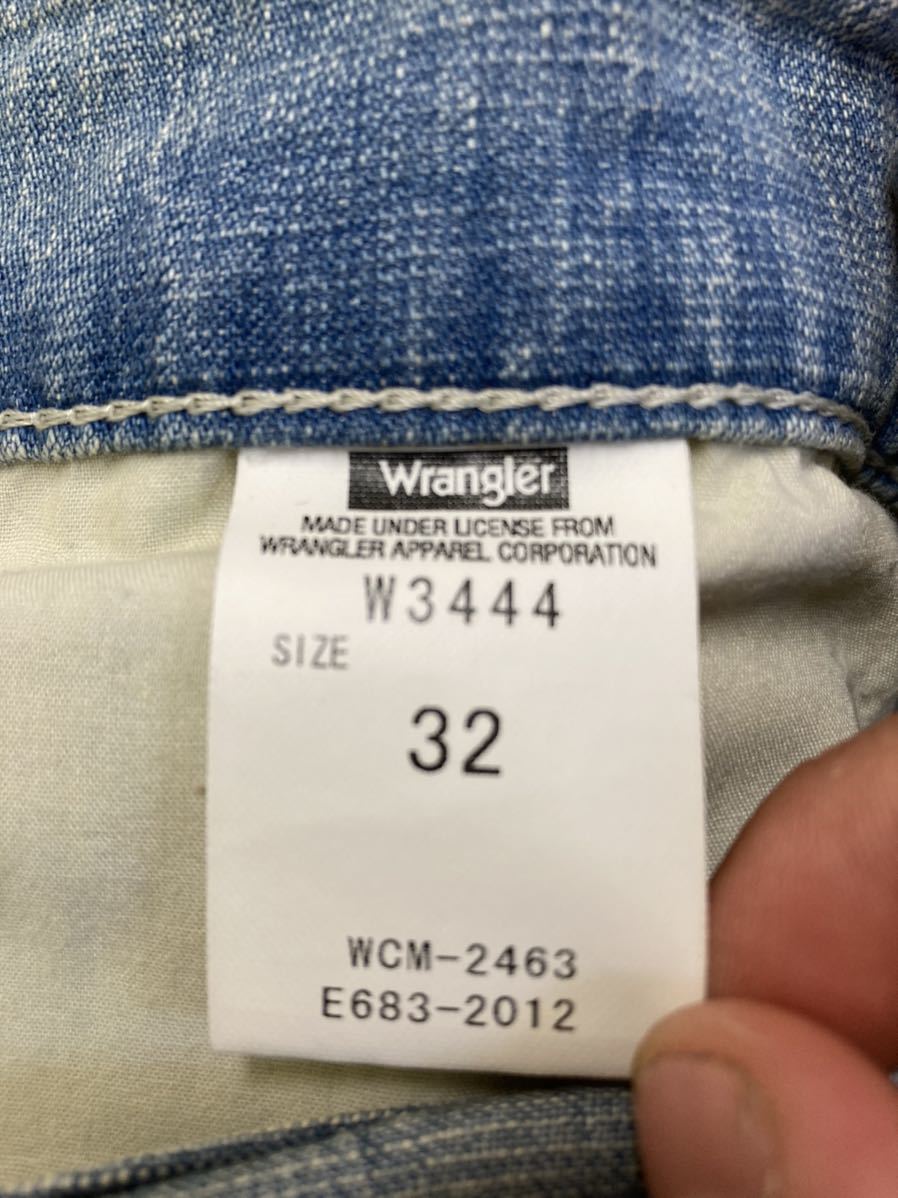 Wrangler
MADE UNDER LICENSE FROM
WRANGLER APPAREL CORPORATION
W3444
SIZE
32
WCM-2463
E683-2012